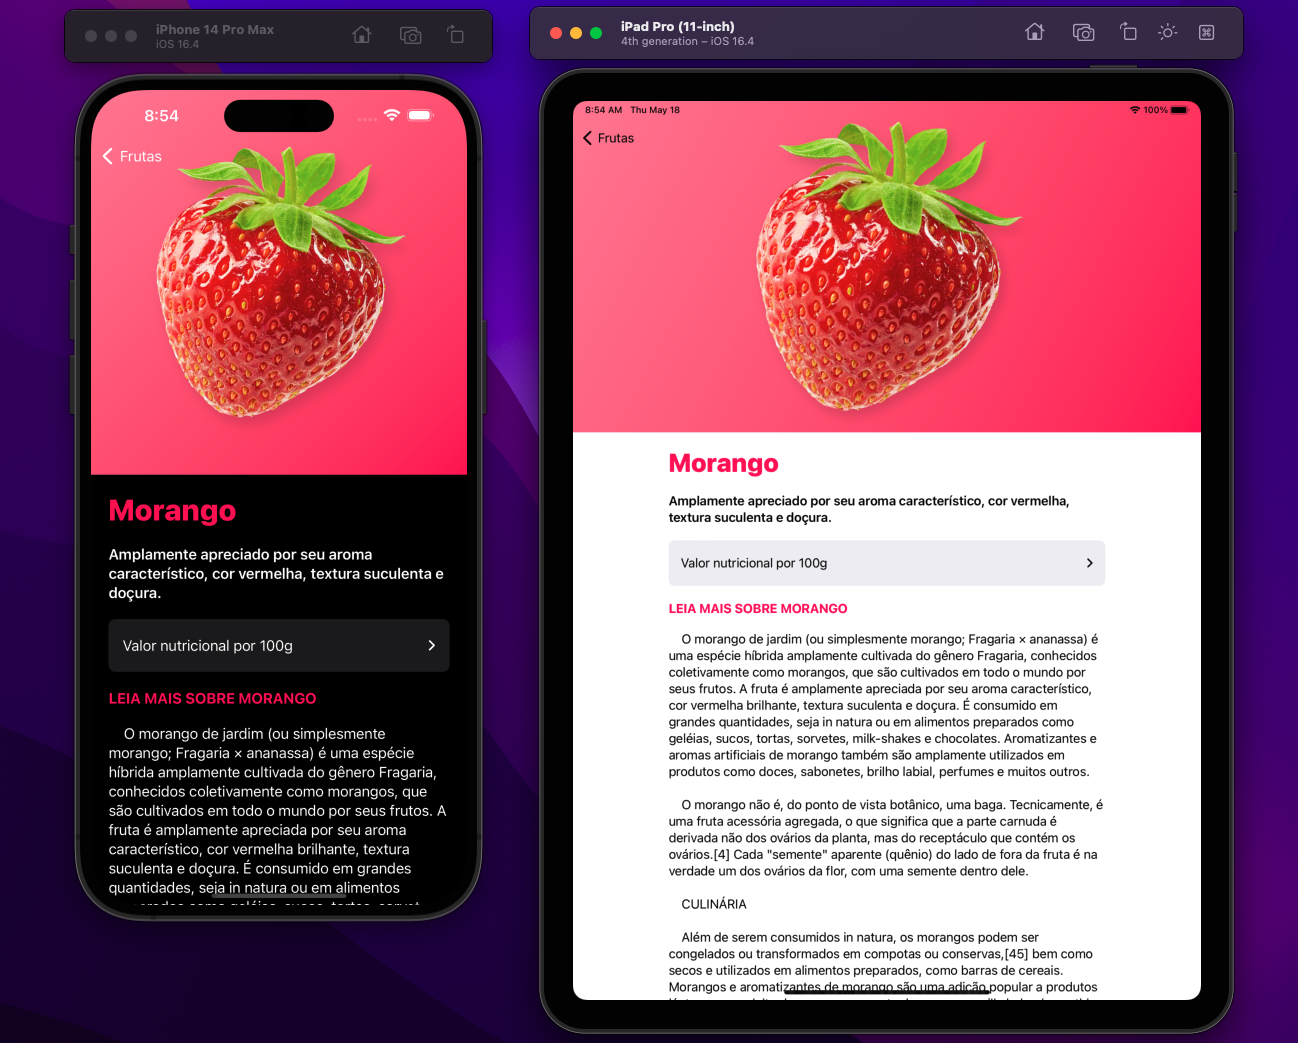 iPhone 14 Pro Max
iOS 16.4
8:54
Frutas
Morango
Amplamente apreciado por seu aroma
característico, cor vermelha, textura suculenta e
doçura.
Valor nutricional por 100g
LEIA MAIS SOBRE MORANGO
O morango de jardim (ou simplesmente
morango; Fragaria × ananassa) é uma espécie
híbrida amplamente cultivada do gênero Fragaria,
conhecidos coletivamente como morangos, que
são cultivados em todo o mundo por seus frutos. A
fruta é amplamente apreciada por seu aroma
característico, cor vermelha brilhante, textura
suculenta e doçura. É consumido em grandes
quantidades, seja in natura ou em alimentos
iPad Pro (11-inch)
4th generation – iOS 16.4
8:54 AM Thu May 18
100%
Frutas
Morango
Amplamente apreciado por seu aroma característico, cor vermelha,
textura suculenta e doçura.
Valor nutricional por 100g
LEIA MAIS SOBRE MORANGO
O morango de jardim (ou simplesmente morango; Fragaria × ananassa) é
uma espécie híbrida amplamente cultivada do gênero Fragaria, conhecidos
coletivamente como morangos, que são cultivados em todo o mundo por
seus frutos. A fruta é amplamente apreciada por seu aroma característico,
cor vermelha brilhante, textura suculenta e doçura. É consumido em
grandes quantidades, seja in natura ou em alimentos preparados como
geléias, sucos, tortas, sorvetes, milk-shakes e chocolates. Aromatizantes e
aromas artificiais de morango também são amplamente utilizados em
produtos como doces, sabonetes, brilho labial, perfumes e muitos outros.
O morango não é, do ponto de vista botânico, uma baga. Tecnicamente, é
uma fruta acessória agregada, o que significa que a parte carnuda é
derivada não dos ovários da planta, mas do receptáculo que contém os
ovários.[4] Cada "semente" aparente (quênio) do lado de fora da fruta é na
verdade um dos ovários da flor, com uma semente dentro dele.
CULINÁRIA
Além de serem consumidos in natura, os morangos podem ser
congelados ou transformados em compotas ou conservas,[45] bem como
secos e utilizados em alimentos preparados, como barras de cereais.
Morangos e aromatizantes de morango são uma adição popular a produtos